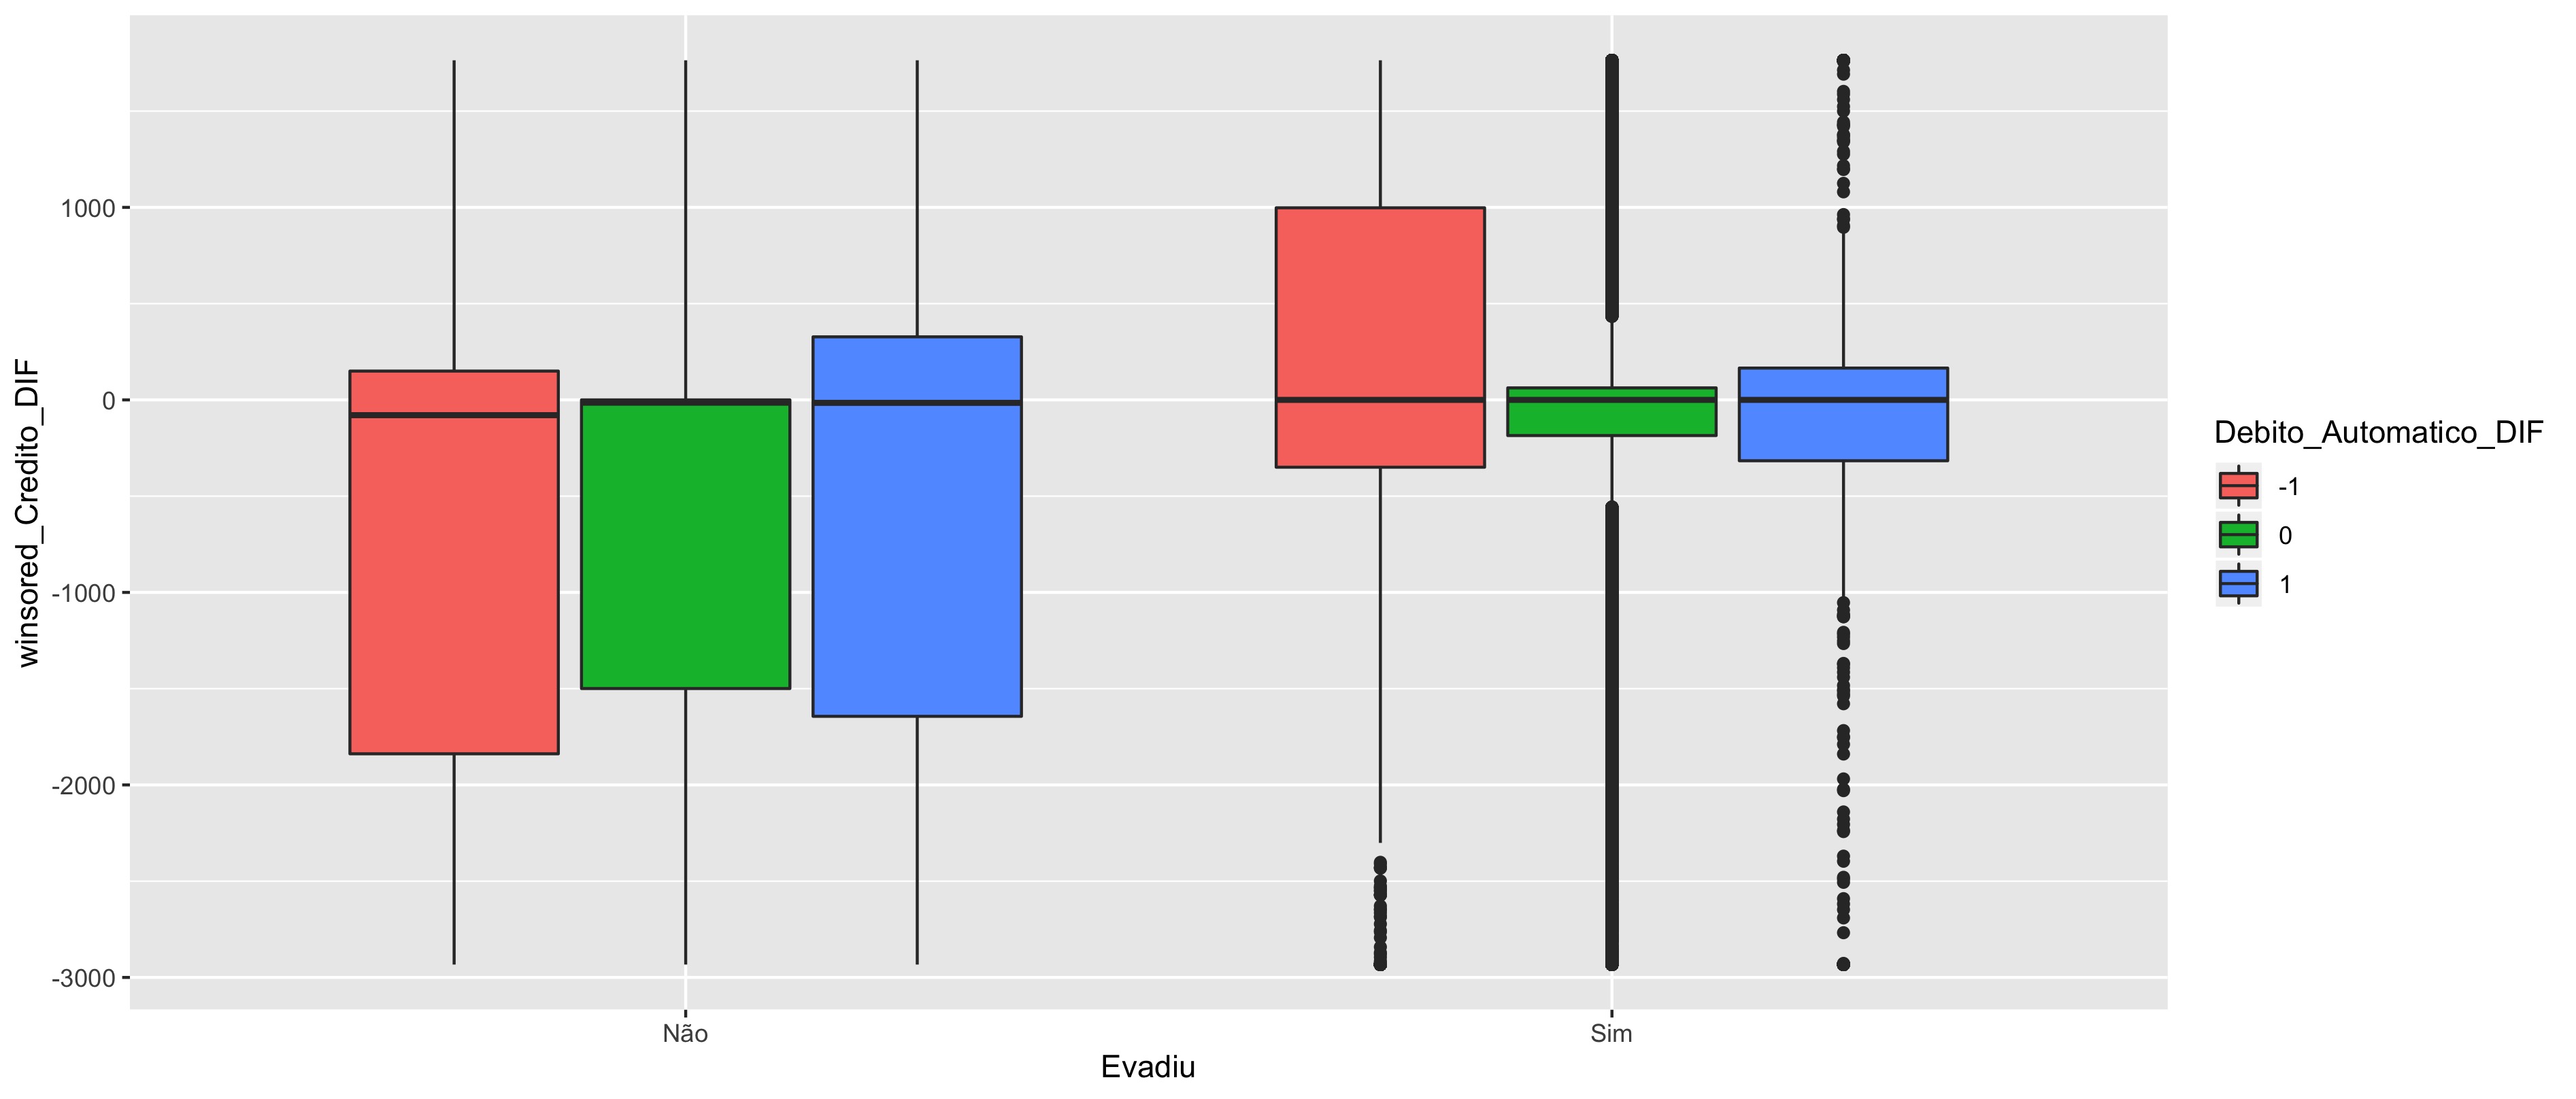 winsored_Credito_DIF
1000
0
-1000
-2000
-3000
Não
Sim
Evadiu
Debito_Automatico_DIF
-1
0
1